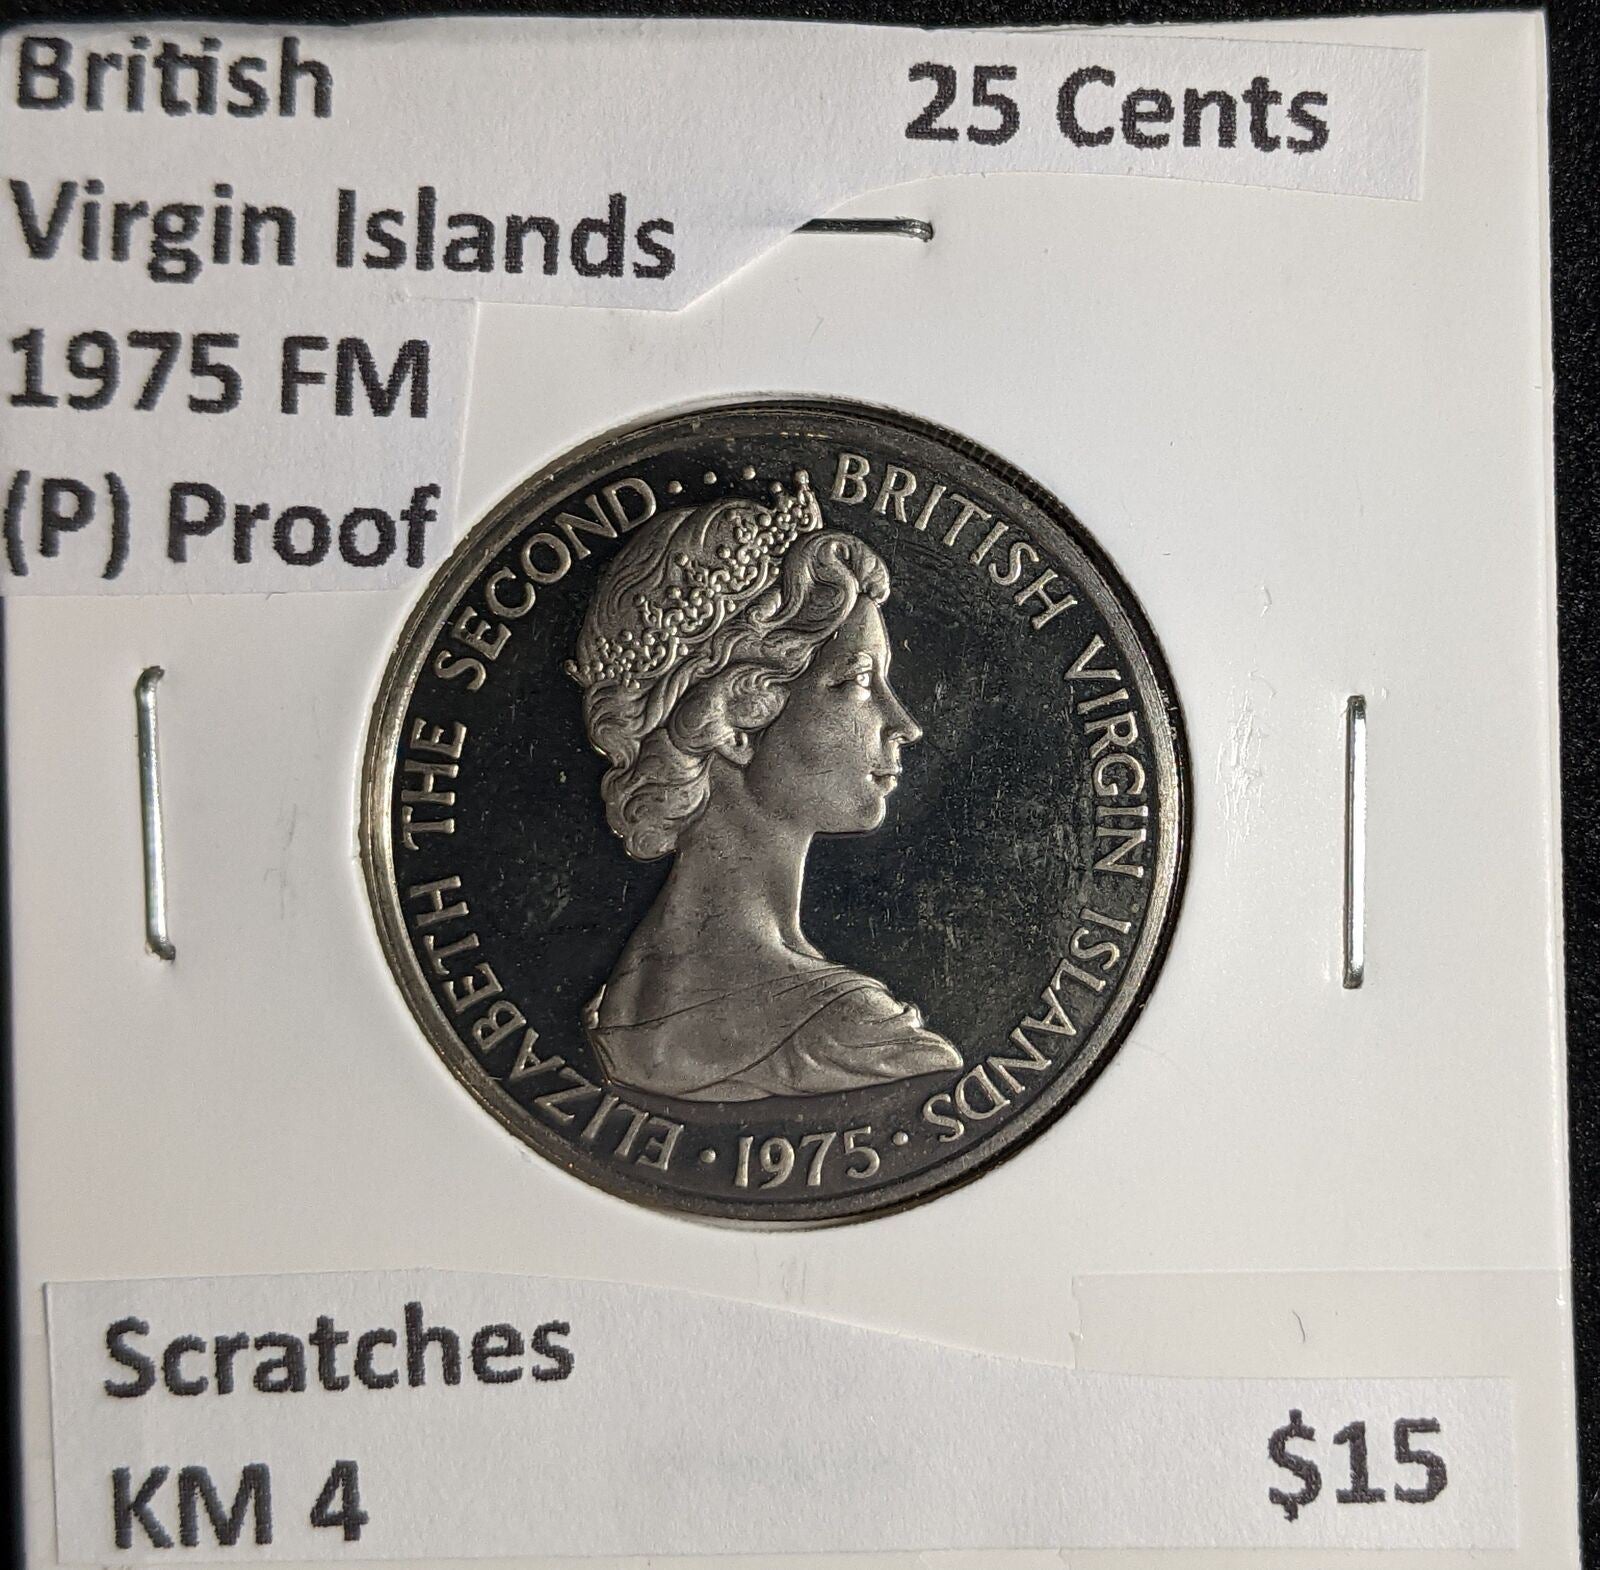 British
Virgin Islands
1975 FM
(P) Proof
25 Cents
ELIZABETH THE SECOND.... BRITISH VIRGIN ISLANDS
· 1975 ·
Scratches
KM 4
$15